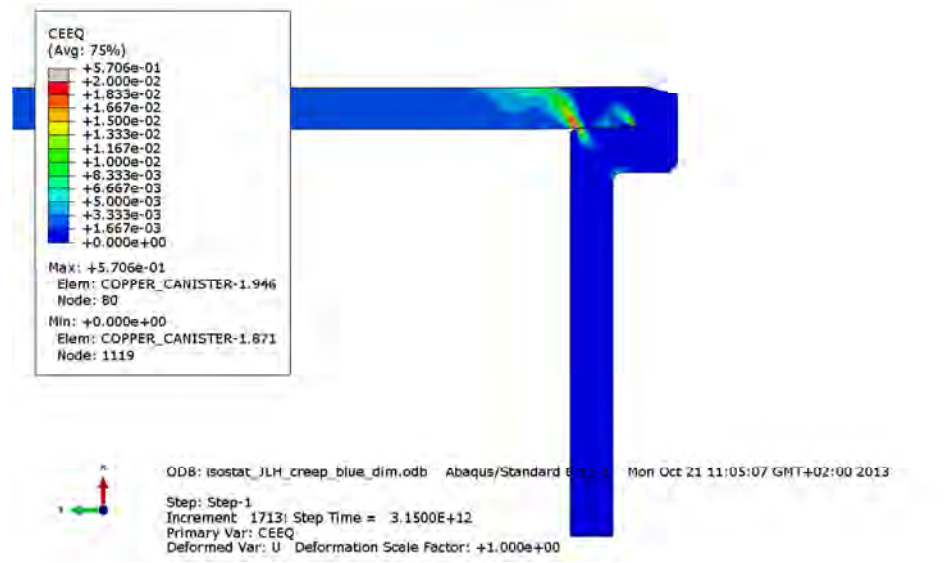 CEEQ
(Avg: 75%)
+5.706e-01
+2.000e-02
+1.833e-02
+1.667e-02
+1.500e-02
+1.333e-02
+1.167e-02
+1.000e-02
+8.333e-03
+6.667e-03
+5.000e-03
+3.333e-03
+1.667e-03
+0.000e+00
Max: +5.706e-01
Elem: COPPER_CANISTER-1.946
Node: 80
Min: +0.000e+00
Elem: COPPER_CANISTER-1.871
Node: 1119
ODB: isostat_JLH_creep_blue_dim.odb Abaqus/Standard Mon Oct 21 11:05:07 GMT+02:00 2013
Step: Step-1
Increment 1713: Step Time = 3.1500E+12
Primary Var: CEEQ
Deformed Var: U Deformation Scale Factor: +1.000e+00